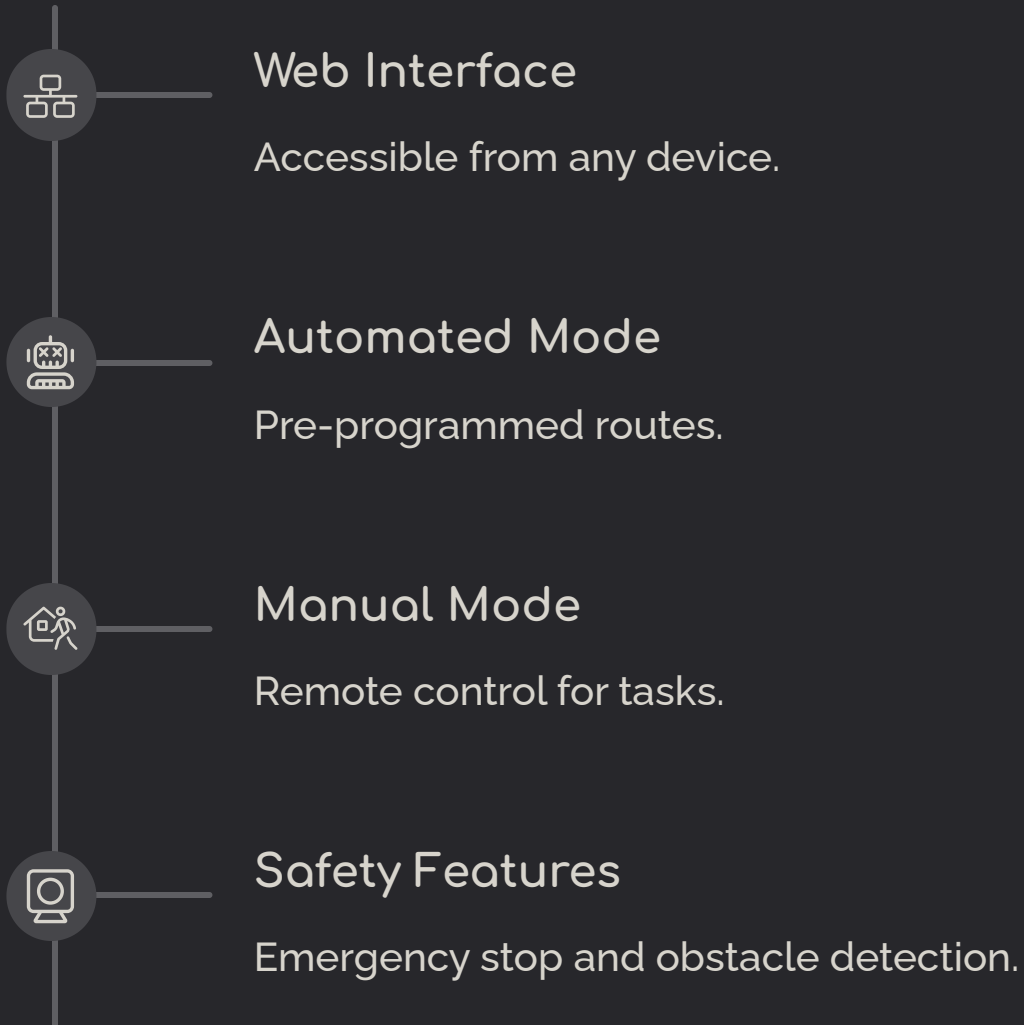 Web Interface
Accessible from any device.
Automated Mode
Pre-programmed routes.
Manual Mode
Remote control for tasks.
Safety Features
Emergency stop and obstacle detection.